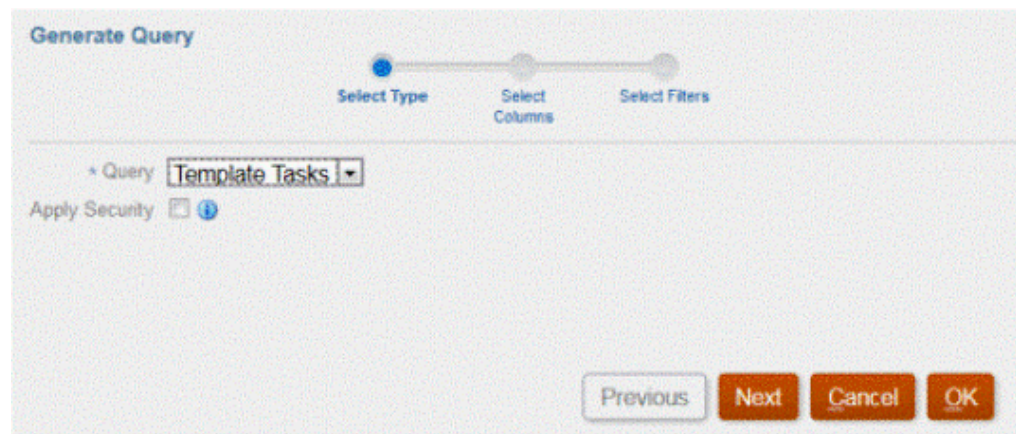 Generate Query
Select Type
Select
Columns
Select Filters
* Query Template Tasks
Apply Security
Previous Next Cancel OK